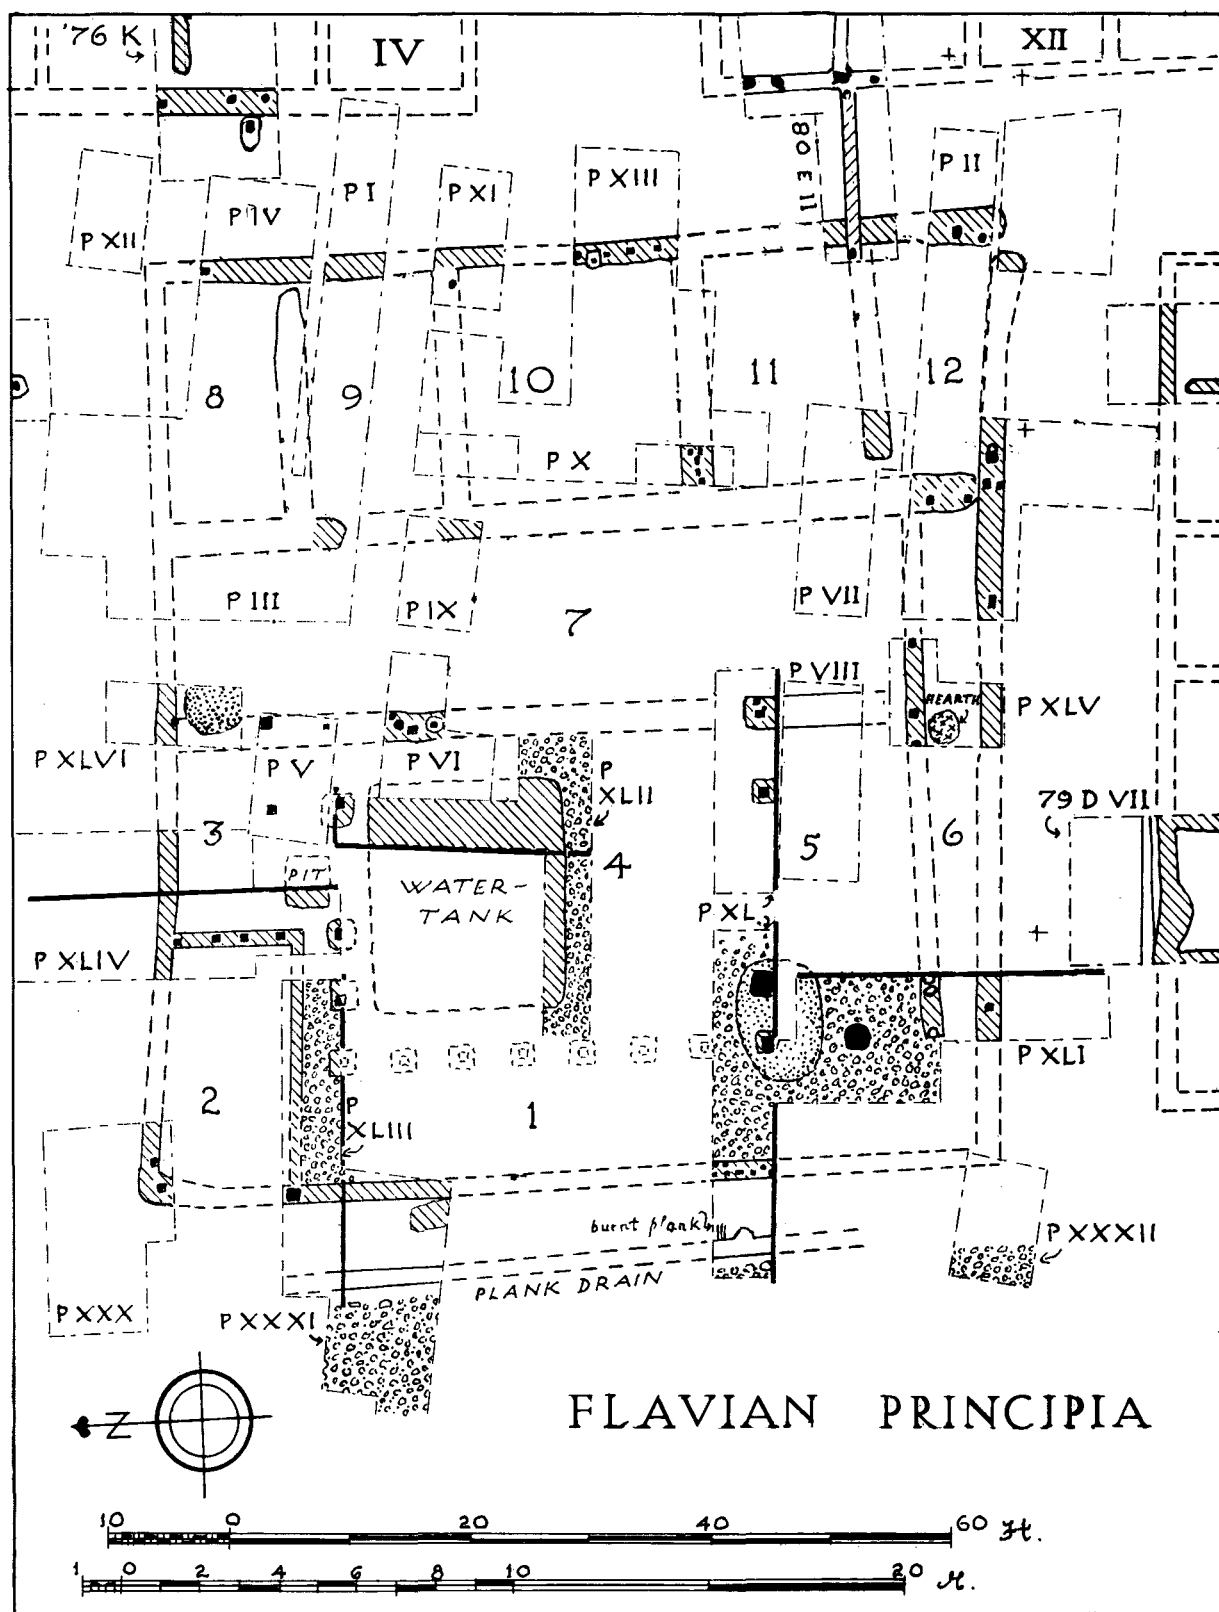 '76 K
IV
XII
80 E 11
P II
P XII
P IV
P I
P XI
P XIII
8
9
10
11
12
P X
P III
P IX
7
P VII
P VIII
HEARTH
P XLV
P XLVI
P V
P VI
P XLII
79 D VII
3
4
5
6
PIT
WATER-
TANK
P XL
P XLIV
P XLI
2
P XLIII
1
burnt plank
P XXXII
PLANK DRAIN
P XXX
P XXXI
Z
FLAVIAN PRINCIPIA
10 0 20 40 60 Ft.
1 0 2 4 6 8 10 20 M.